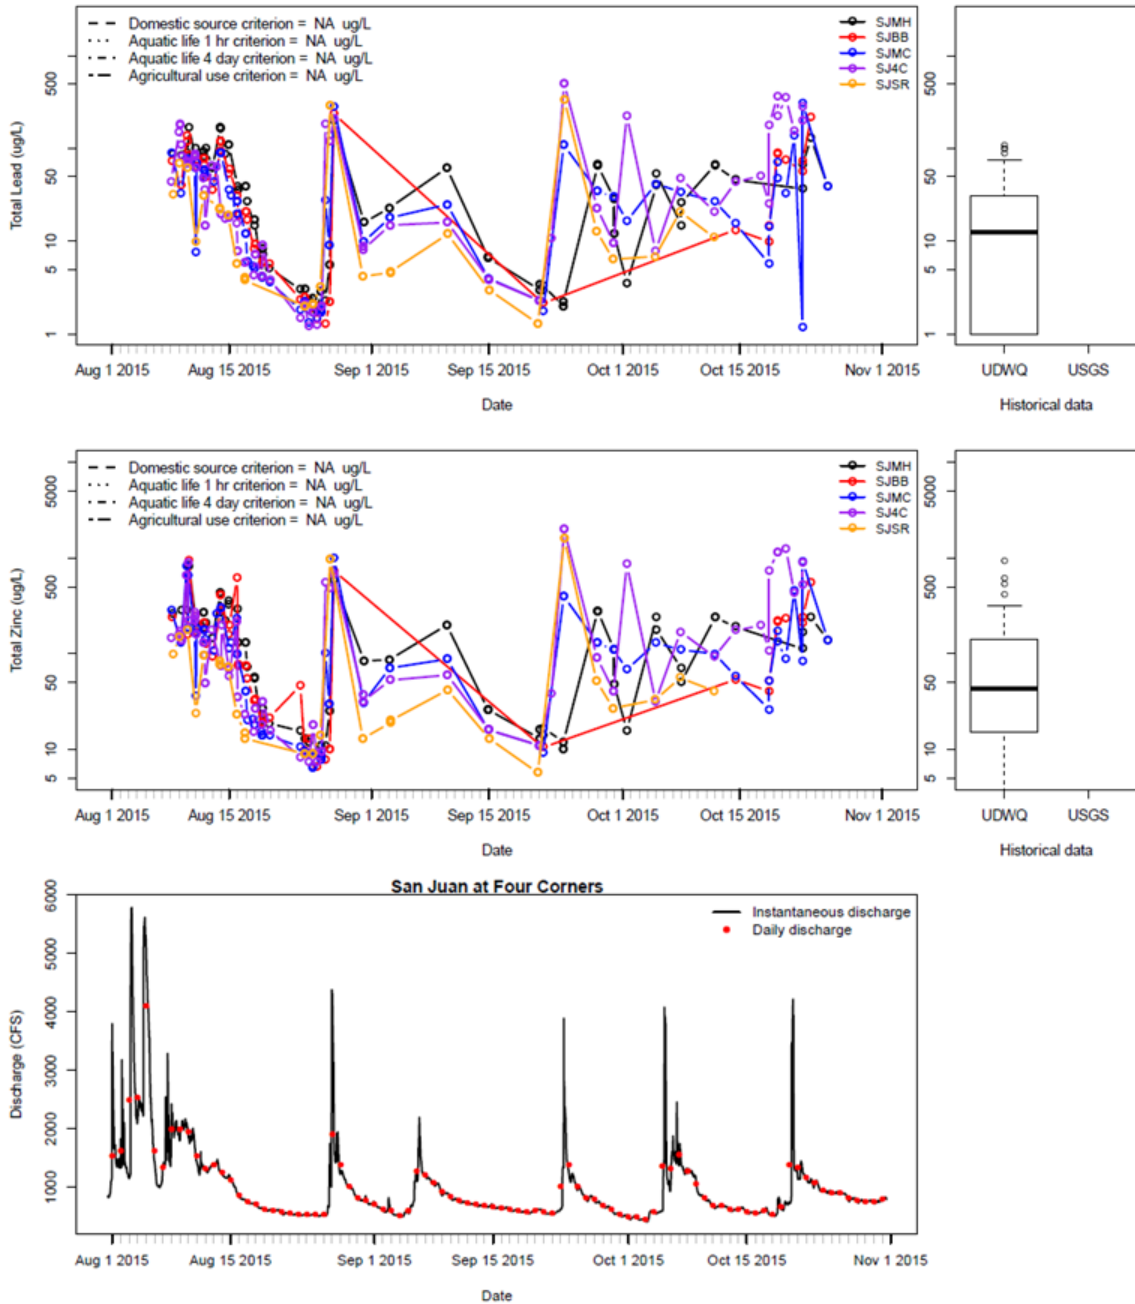 Domestic source criterion = NA ug/L
Aquatic life 1 hr criterion = NA ug/L
Aquatic life 4 day criterion = NA ug/L
Agricultural use criterion = NA ug/L
SJMH
SJBB
SJMC
SJ4C
SJSR
Total Lead (ug/L)
500
50
10
5
1
Aug 1 2015 Aug 15 2015 Sep 1 2015 Sep 15 2015 Oct 1 2015 Oct 15 2015 Nov 1 2015
Date
500
50
10
5
1
UDWQ USGS
Historical data
Domestic source criterion = NA ug/L
Aquatic life 1 hr criterion = NA ug/L
Aquatic life 4 day criterion = NA ug/L
Agricultural use criterion = NA ug/L
SJMH
SJBB
SJMC
SJ4C
SJSR
Total Zinc (ug/L)
5000
500
50
10
5
Aug 1 2015 Aug 15 2015 Sep 1 2015 Sep 15 2015 Oct 1 2015 Oct 15 2015 Nov 1 2015
Date
5000
500
50
10
5
UDWQ USGS
Historical data
San Juan at Four Corners
Instantaneous discharge
Daily discharge
Discharge (CFS)
6000
5000
4000
3000
2000
1000
Aug 1 2015 Aug 15 2015 Sep 1 2015 Sep 15 2015 Oct 1 2015 Oct 15 2015 Nov 1 2015
Date